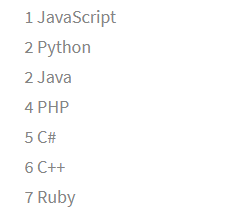 1 JavaScript
2 Python
2 Java
4 PHP
5 C#
6 C++
7 Ruby